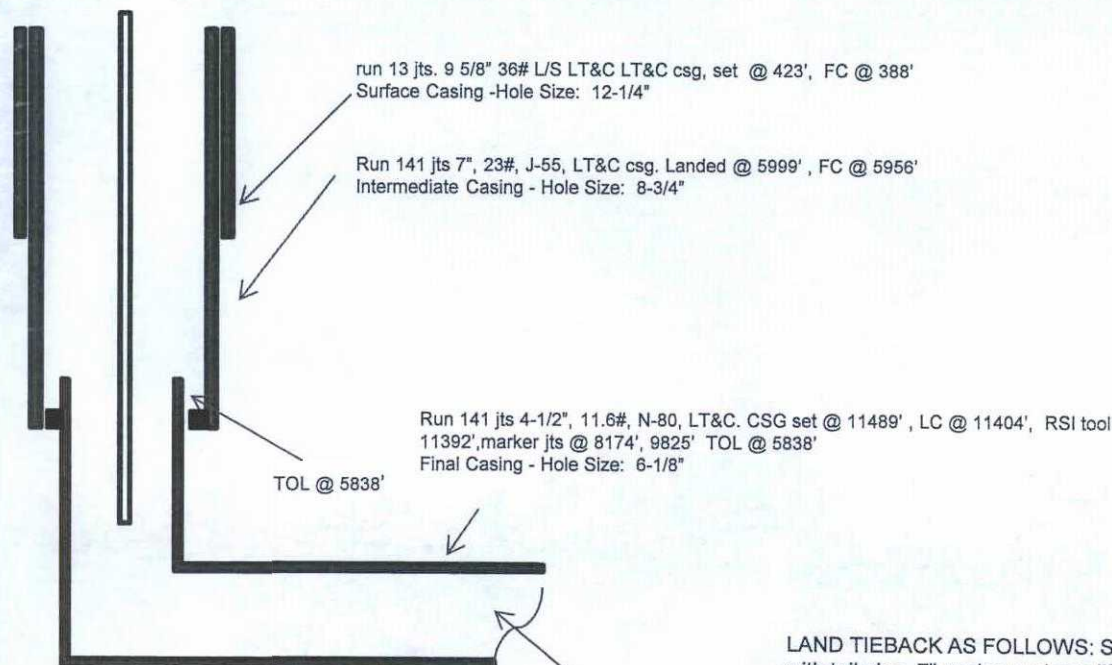 run 13 jts. 9 5/8" 36# L/S LT&C LT&C csg, set @ 423', FC @ 388'
Surface Casing -Hole Size: 12-1/4"
Run 141 jts 7", 23#, J-55, LT&C csg. Landed @ 5999' , FC @ 5956'
Intermediate Casing - Hole Size: 8-3/4"
Run 141 jts 4-1/2", 11.6#, N-80, LT&C. CSG set @ 11489' , LC @ 11404', RSI tool
11392',marker jts @ 8174', 9825' TOL @ 5838'
Final Casing - Hole Size: 6-1/8"
TOL @ 5838'
LAND TIEBACK AS FOLLOWS: S